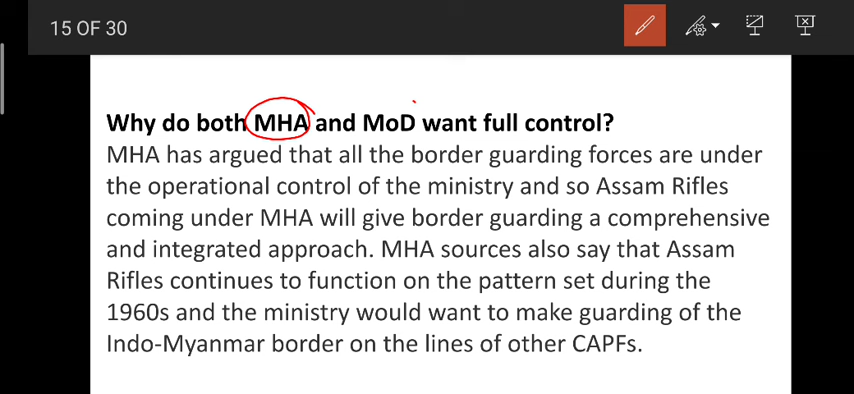 15 OF 30
Why do both MHA and MoD want full control?
MHA has argued that all the border guarding forces are under
the operational control of the ministry and so Assam Rifles
coming under MHA will give border guarding a comprehensive
and integrated approach. MHA sources also say that Assam
Rifles continues to function on the pattern set during the
1960s and the ministry would want to make guarding of the
Indo-Myanmar border on the lines of other CAPFs.